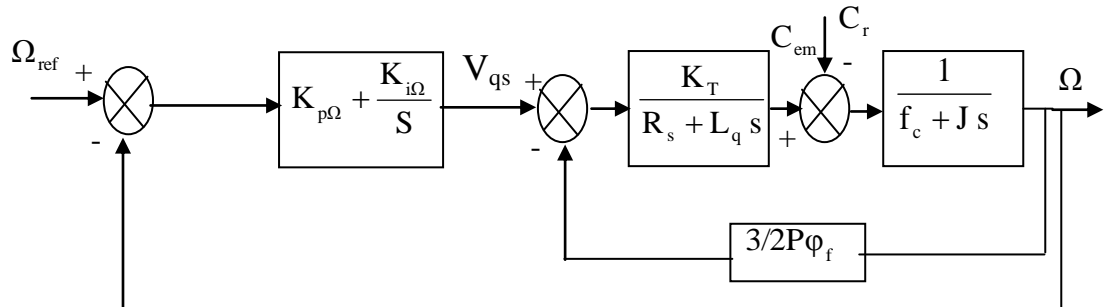 Ω_ref
+
-
K_pΩ + K_iΩ / S
V_qs
+
-
K_T / R_s + L_q s
C_em
C_r
+
-
1 / f_c + J s
Ω
3/2Pφ_f